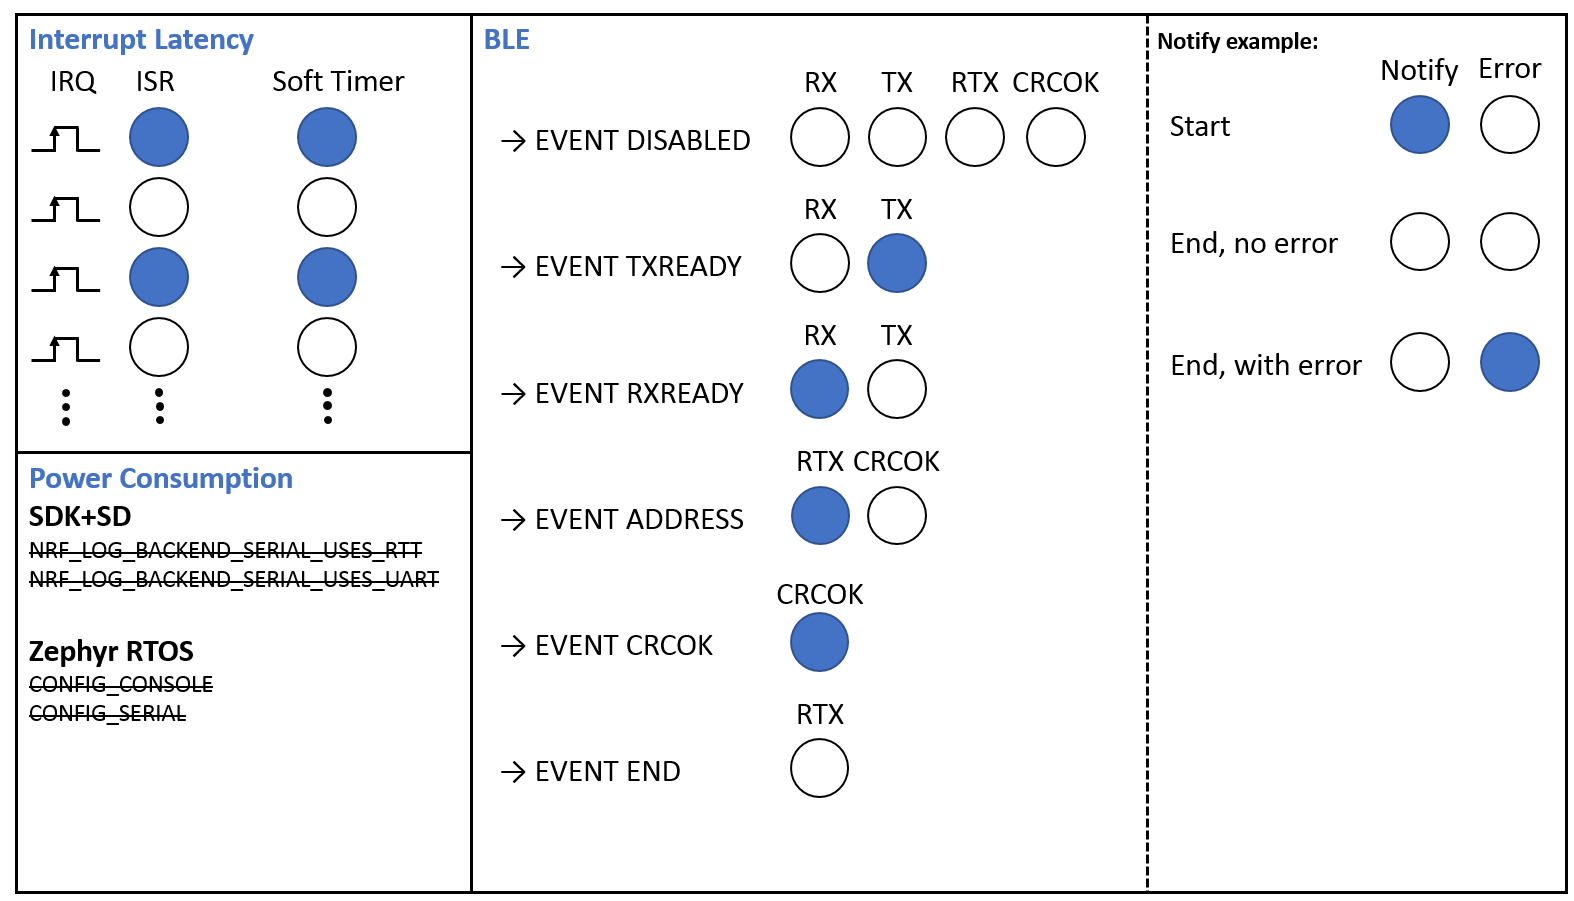 Interrupt Latency
IRQ ISR Soft Timer
Power Consumption
SDK+SD
NRF_LOG_BACKEND_SERIAL_USES_RTT
NRF_LOG_BACKEND_SERIAL_USES_UART
Zephyr RTOS
CONFIG_CONSOLE
CONFIG_SERIAL
BLE
RX TX RTX CRCOK
→ EVENT DISABLED
RX TX
→ EVENT TXREADY
RX TX
→ EVENT RXREADY
RTX CRCOK
→ EVENT ADDRESS
CRCOK
→ EVENT CRCOK
RTX
→ EVENT END
Notify example:
Notify Error
Start
End, no error
End, with error